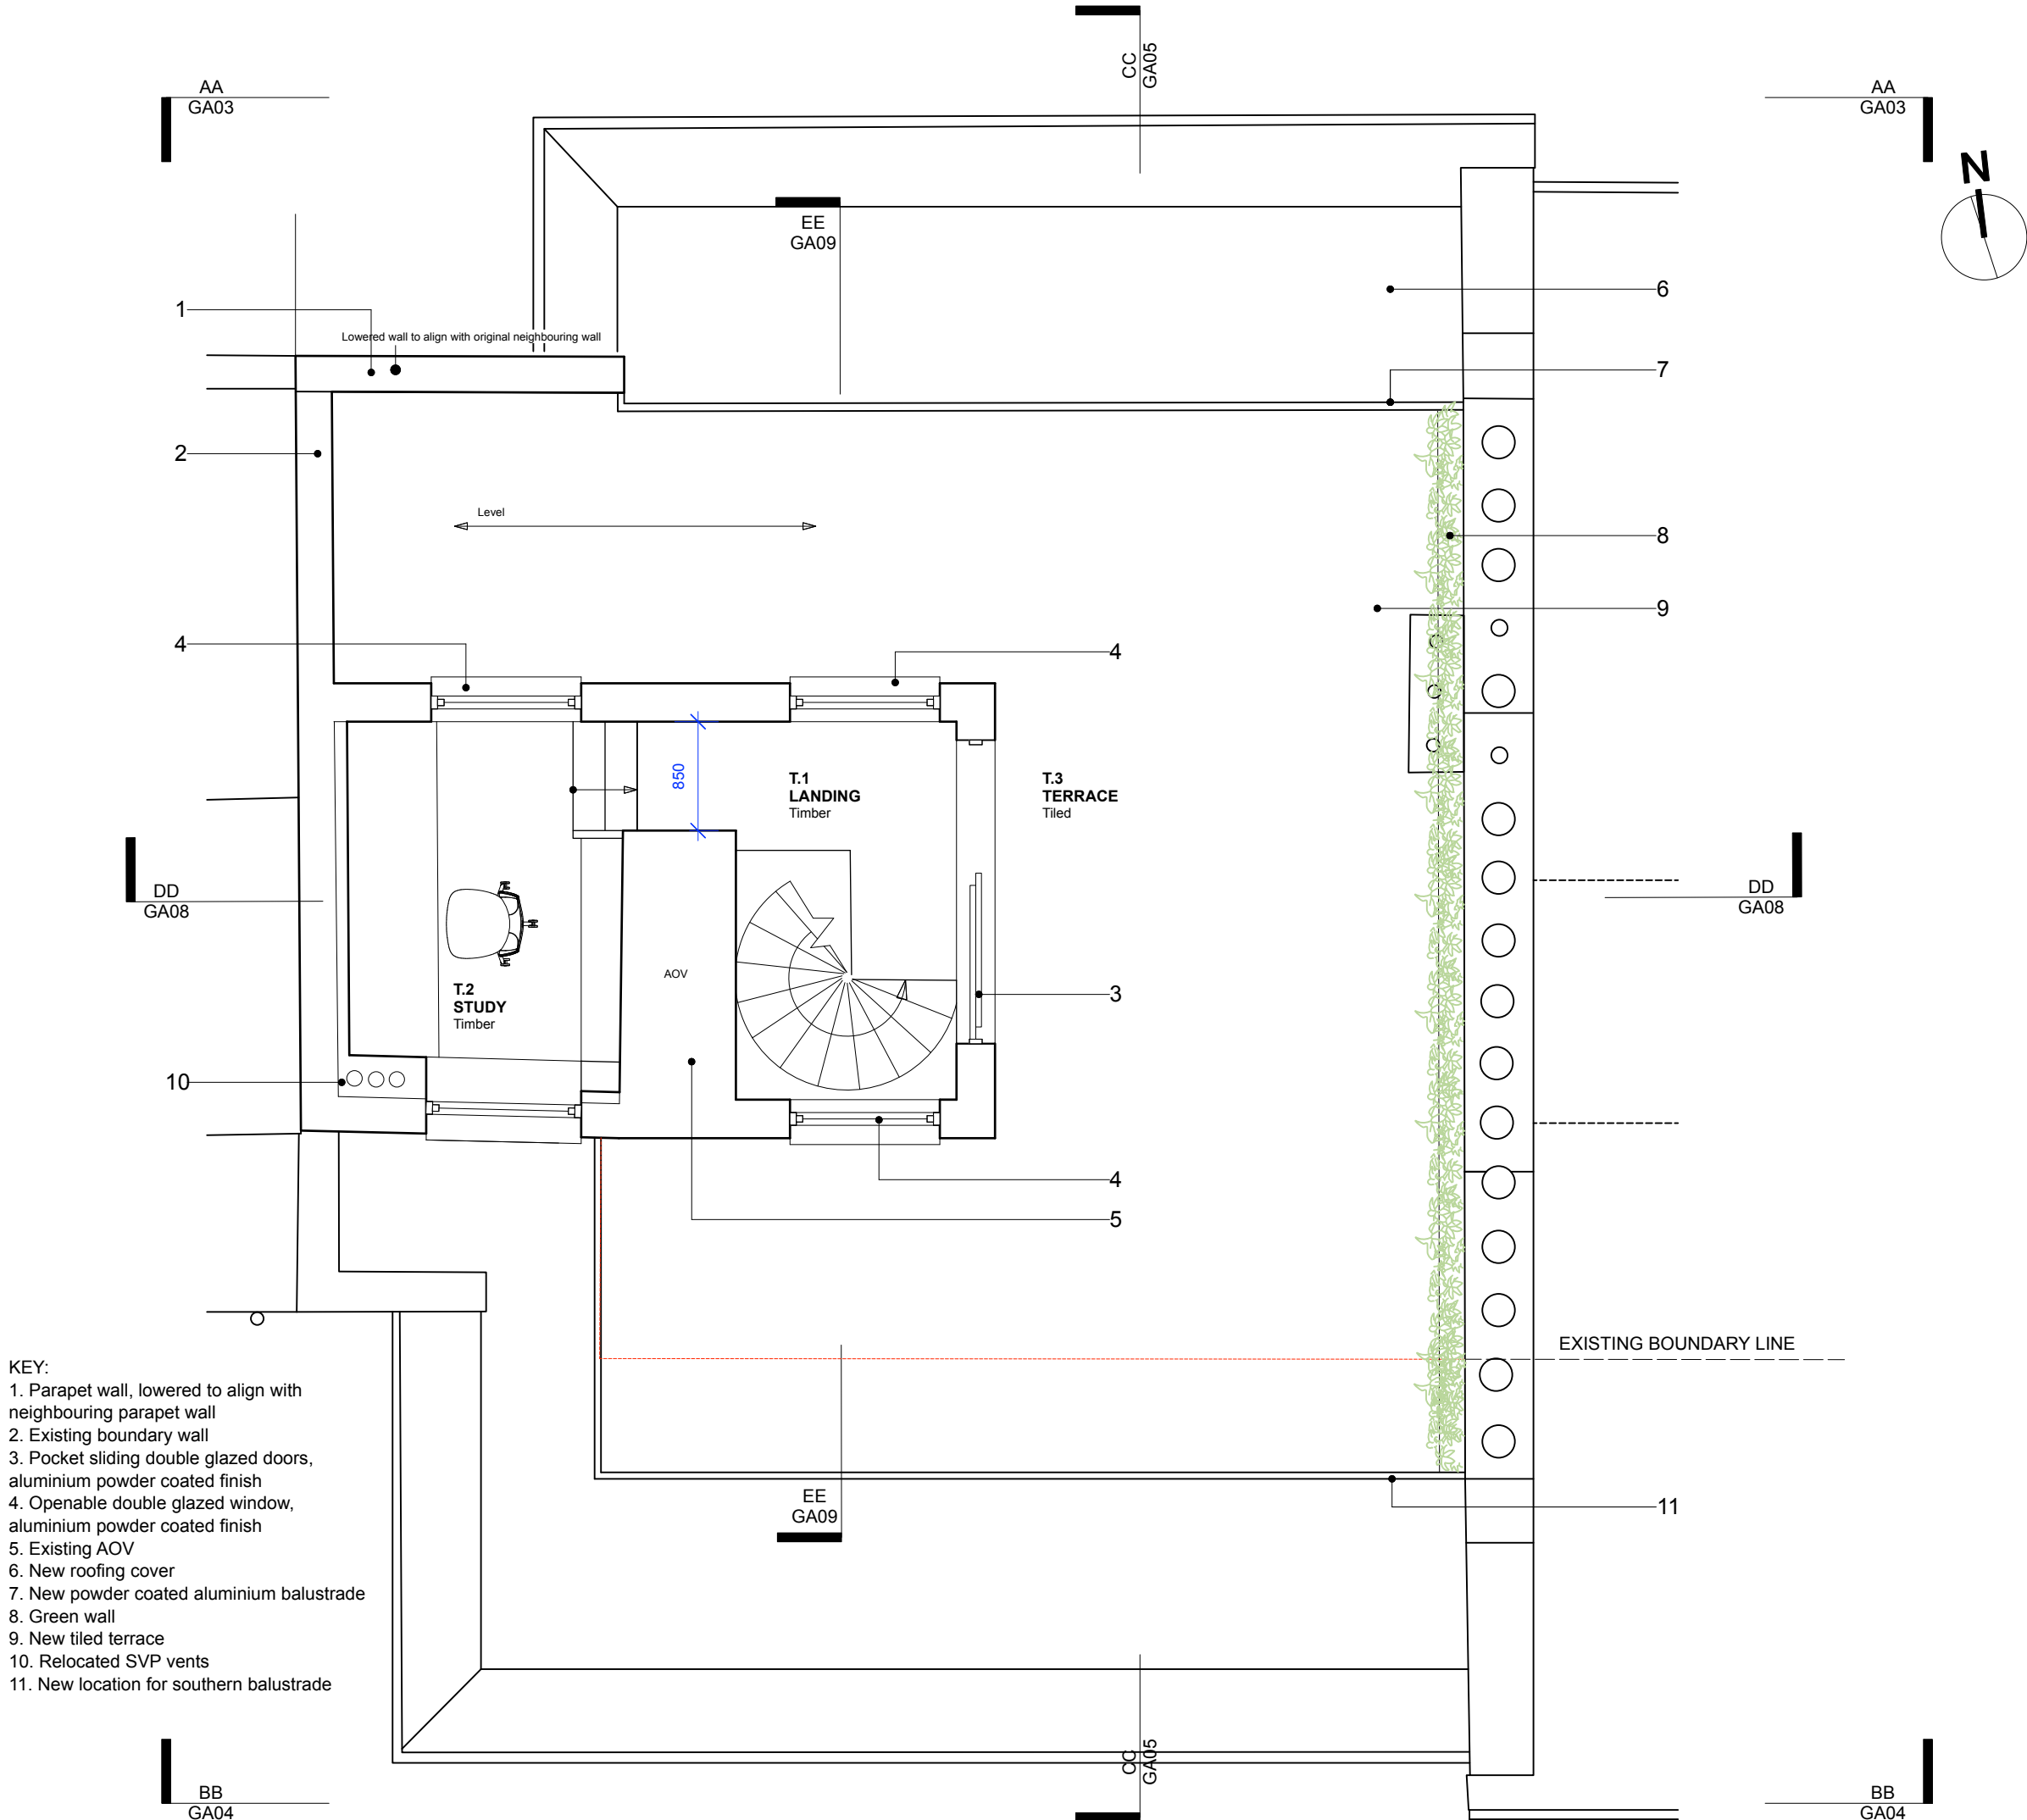 CC
GA05
AA
GA03
AA
GA03
N
EE
GA09
6
1
Lowered wall to align with original neighbouring wall
7
2
Level
8
9
4
4
850
T.1
LANDING
Timber
T.3
TERRACE
Tiled
DD
GA08
DD
GA08
AOV
T.2
STUDY
Timber
3
10
4
5
EXISTING BOUNDARY LINE
EE
GA09
11
KEY:
1. Parapet wall, lowered to align with
neighbouring parapet wall
2. Existing boundary wall
3. Pocket sliding double glazed doors,
aluminium powder coated finish
4. Openable double glazed window,
aluminium powder coated finish
5. Existing AOV
6. New roofing cover
7. New powder coated aluminium balustrade
8. Green wall
9. New tiled terrace
10. Relocated SVP vents
11. New location for southern balustrade
CC
GA05
BB
GA04
BB
GA04